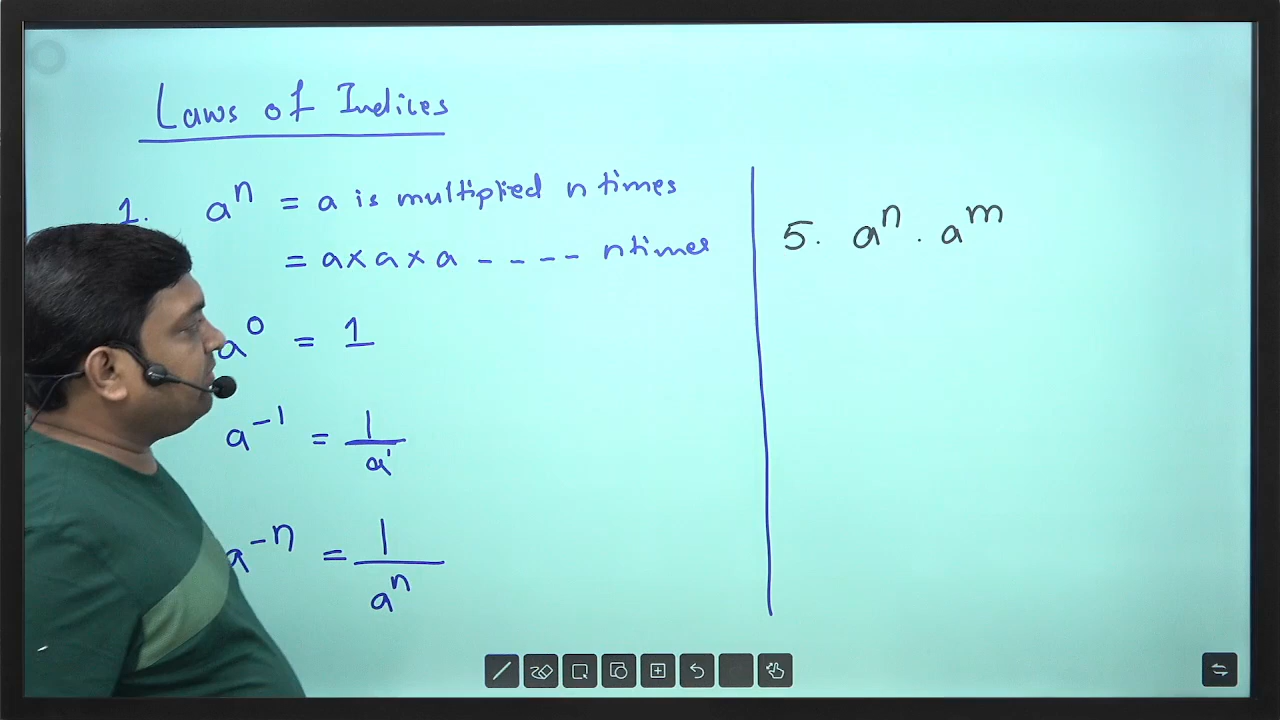 Laws of Indices
1. aⁿ = a is multiplied n times
= a × a × a ---- n times
a⁰ = 1
a⁻¹ = 1/a¹
a⁻ⁿ = 1/aⁿ
5. aⁿ . aᵐ